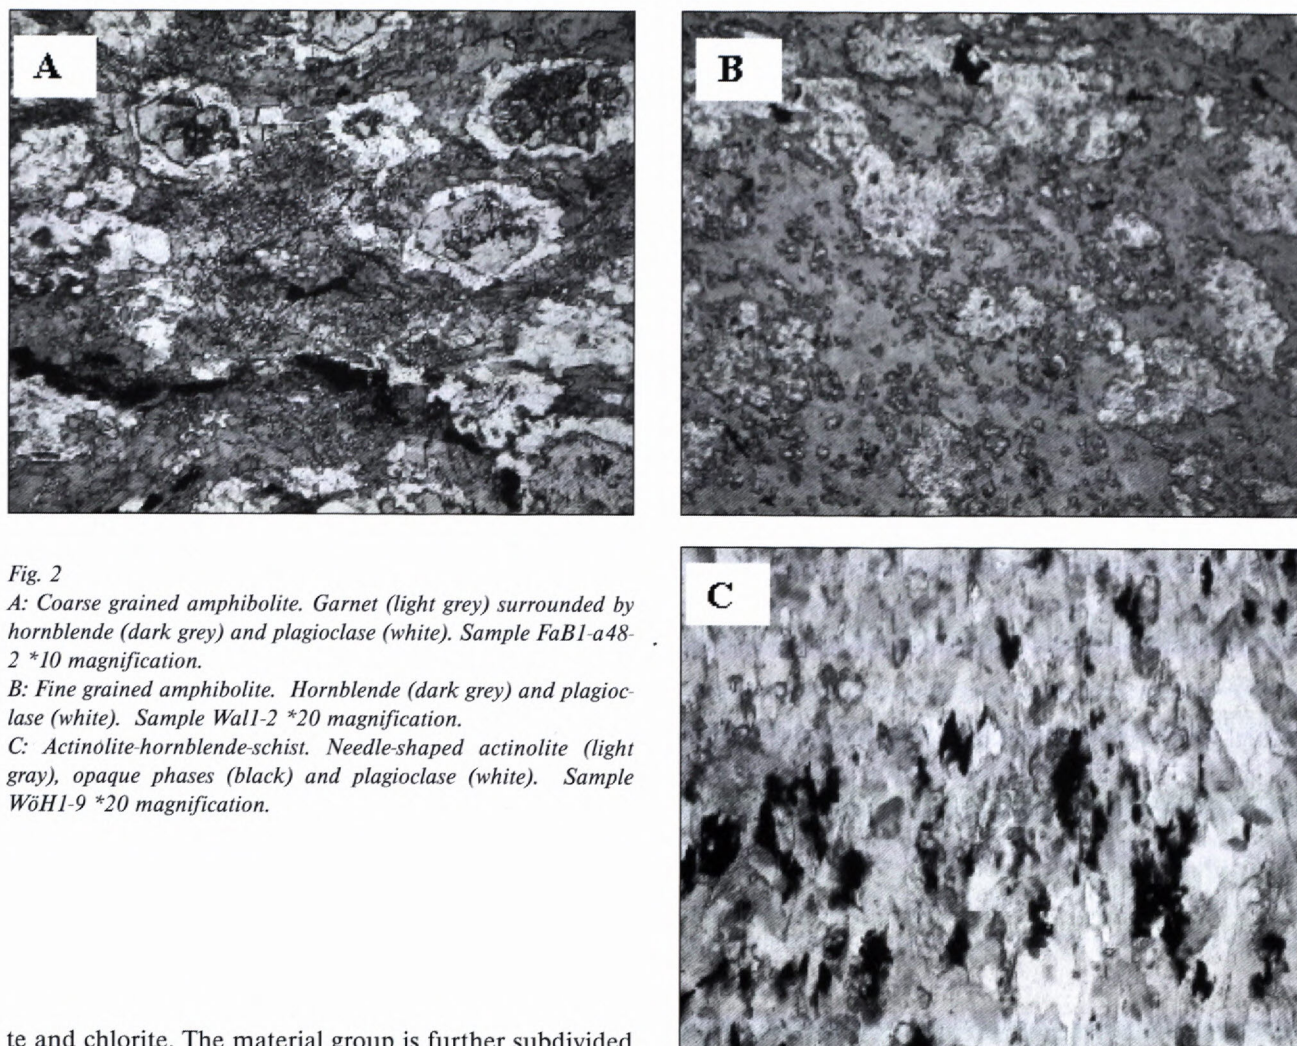 A
B
Fig. 2
A: Coarse grained amphibolite. Garnet (light grey) surrounded by
hornblende (dark grey) and plagioclase (white). Sample FaB1-a48-
2 *10 magnification.
B: Fine grained amphibolite. Hornblende (dark grey) and plagioc-
lase (white). Sample Wal1-2 *20 magnification.
C: Actinolite-hornblende-schist. Needle-shaped actinolite (light
gray), opaque phases (black) and plagioclase (white). Sample
WöH1-9 *20 magnification.
C
te and chlorite. The material group is further subdivided